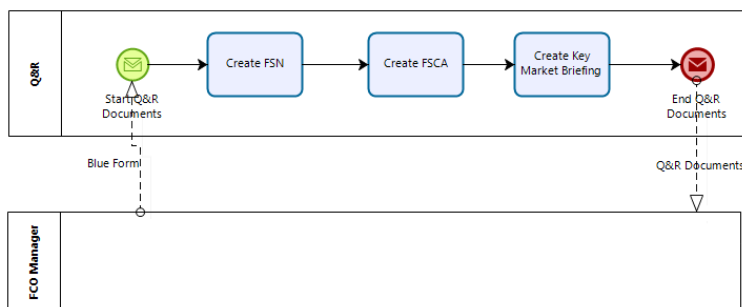 Q&R
Create FSN
Create FSCA
Create Key
Market Briefing
Start Q&R
Documents
End Q&R
Documents
Blue Form
Q&R Documents
FCO Manager